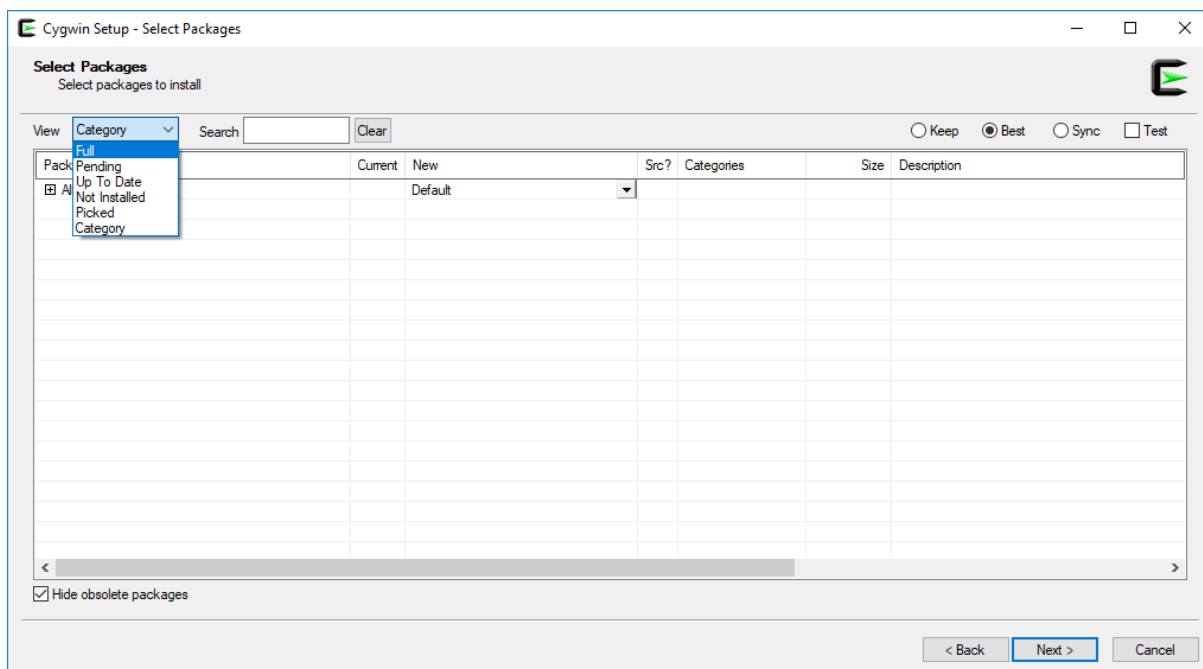 Cygwin Setup - Select Packages
Select Packages
Select packages to install
View Category Search Clear Keep Best Sync Test
Full
Pack Current New Src? Categories Size Description
Pending
Up To Date
Default
Not Installed
Picked
Category
Hide obsolete packages
< Back Next > Cancel